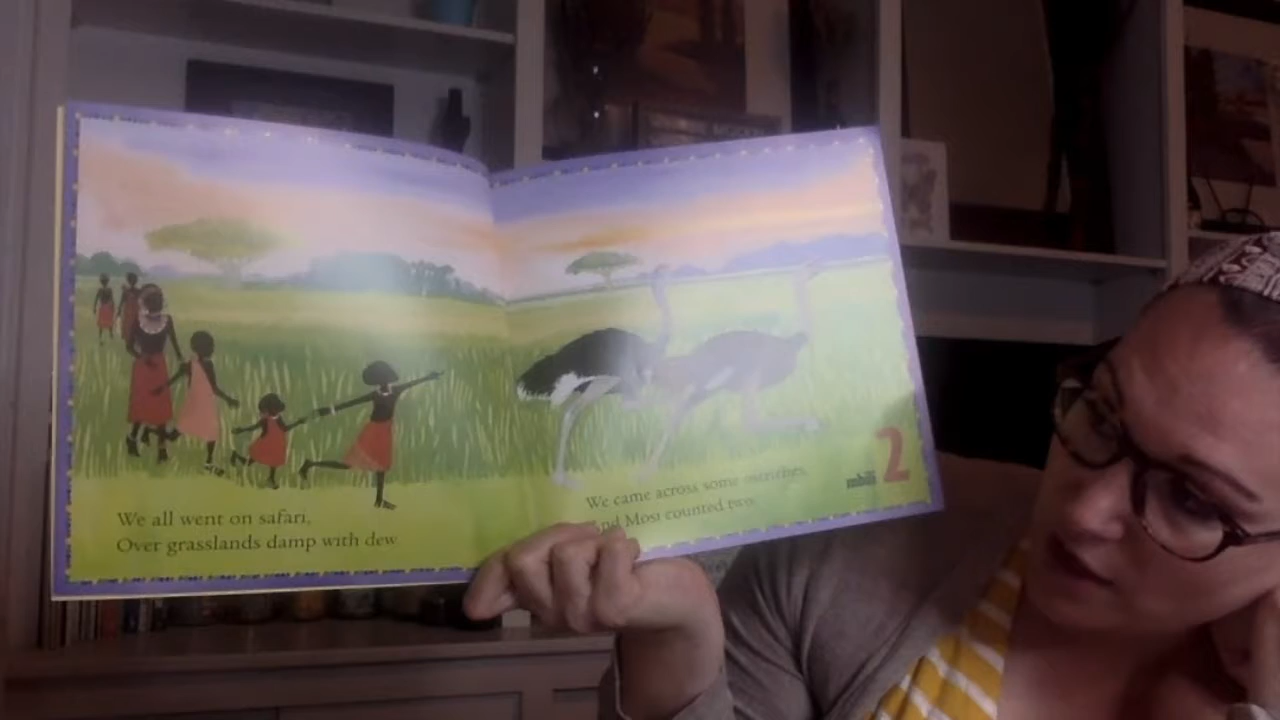 We all went on safari,
Over grasslands damp with dew
We came across some ostriches,
And Most counted two.
mbili 2